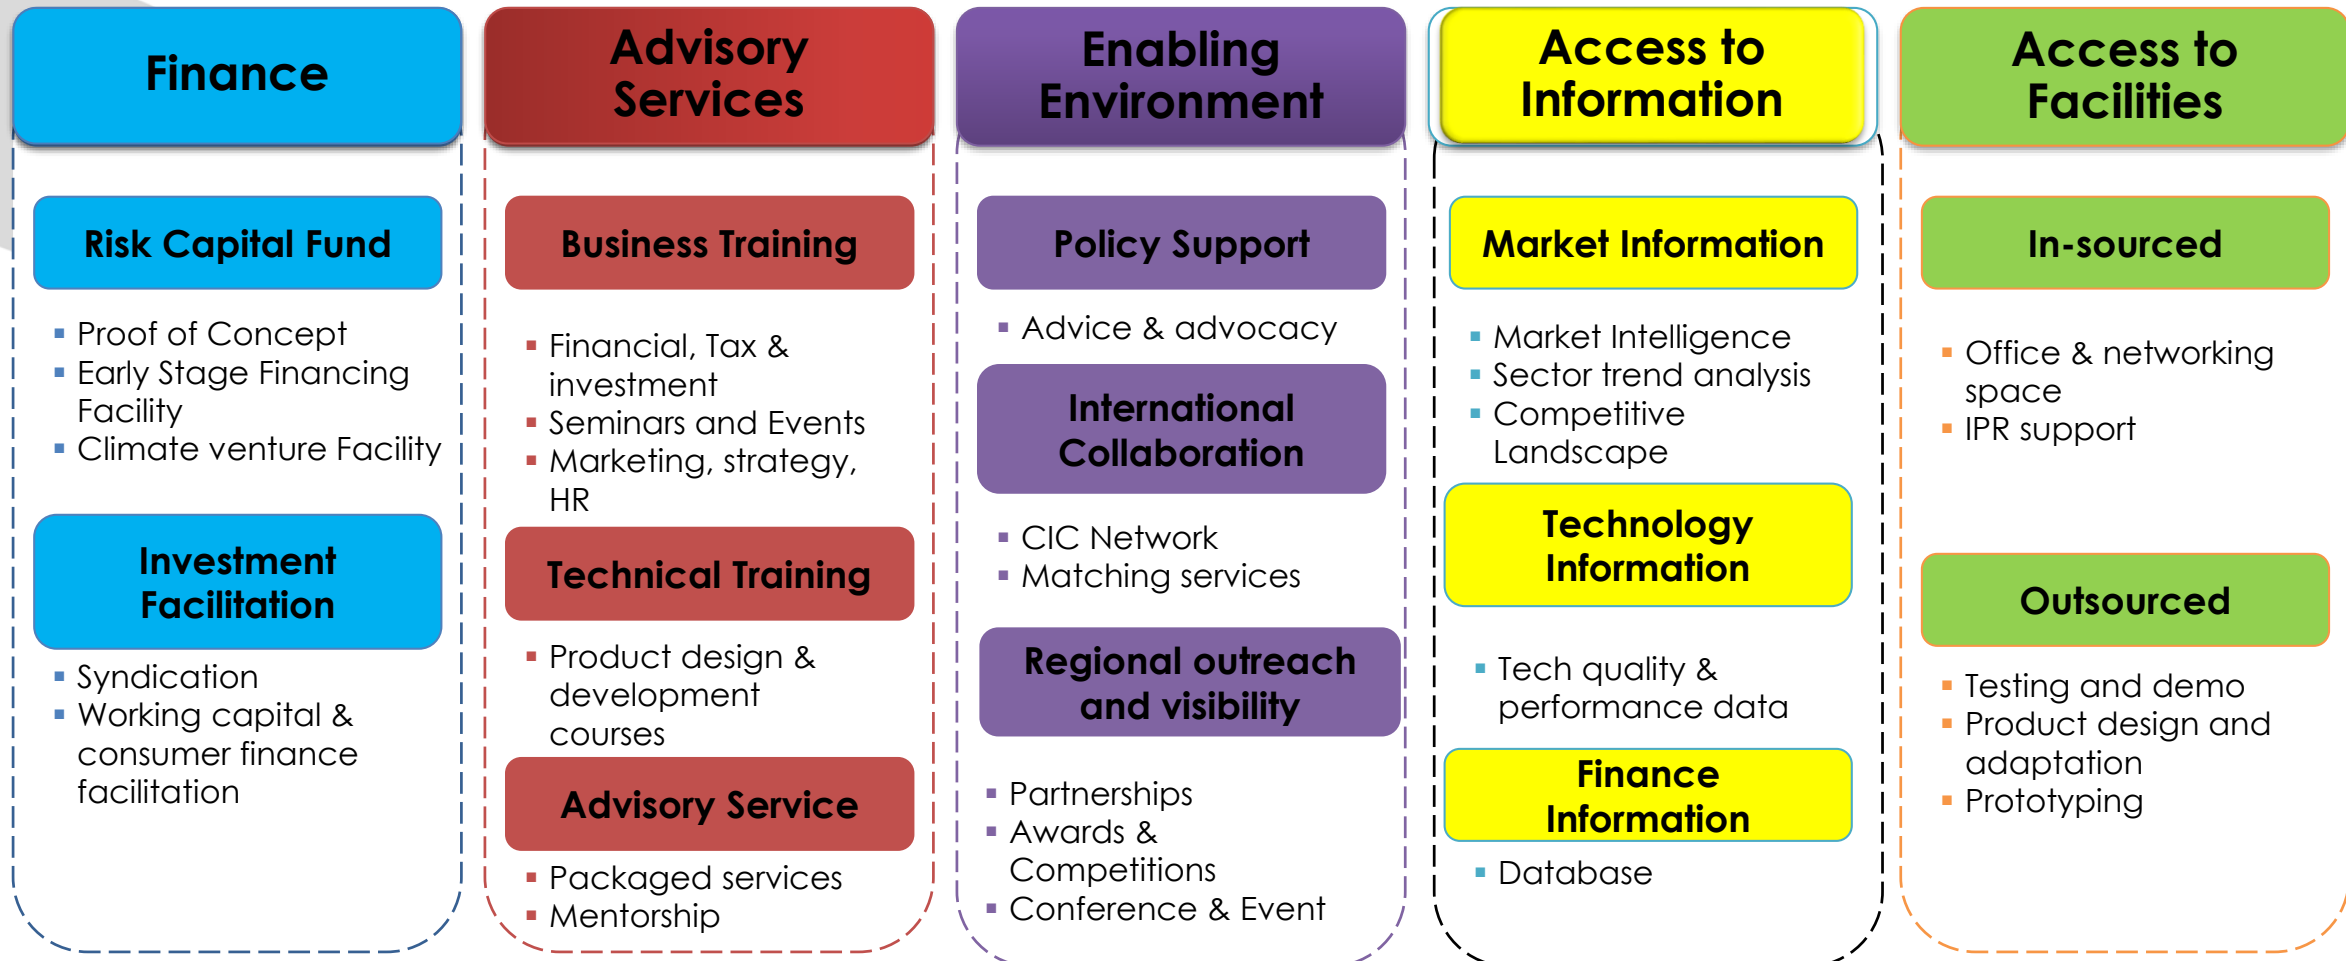 Finance
Risk Capital Fund
▪ Proof of Concept
▪ Early Stage Financing
Facility
▪ Climate venture Facility
Investment
Facilitation
▪ Syndication
▪ Working capital &
consumer finance
facilitation
Advisory
Services
Business Training
▪ Financial, Tax &
investment
▪ Seminars and Events
▪ Marketing, strategy,
HR
Technical Training
▪ Product design &
development
courses
Advisory Service
▪ Packaged services
▪ Mentorship
Enabling
Environment
Policy Support
▪ Advice & advocacy
International
Collaboration
▪ CIC Network
▪ Matching services
Regional outreach
and visibility
▪ Partnerships
▪ Awards &
Competitions
▪ Conference & Event
Access to
Information
Market Information
▪ Market Intelligence
▪ Sector trend analysis
▪ Competitive
Landscape
Technology
Information
▪ Tech quality &
performance data
Finance
Information
▪ Database
Access to
Facilities
In-sourced
▪ Office & networking
space
▪ IPR support
Outsourced
▪ Testing and demo
▪ Product design and
adaptation
▪ Prototyping